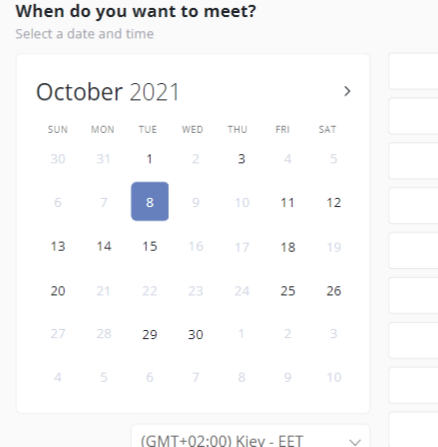 When do you want to meet?
Select a date and time
October 2021
SUN MON TUE WED THU FRI SAT
30 31 1 2 3 4 5
6 7 8 9 10 11 12
13 14 15 16 17 18 19
20 21 22 23 24 25 26
27 28 29 30 1 2 3
4 5 6 7 8 9 10
(GMT+02:00) Kiev - EET